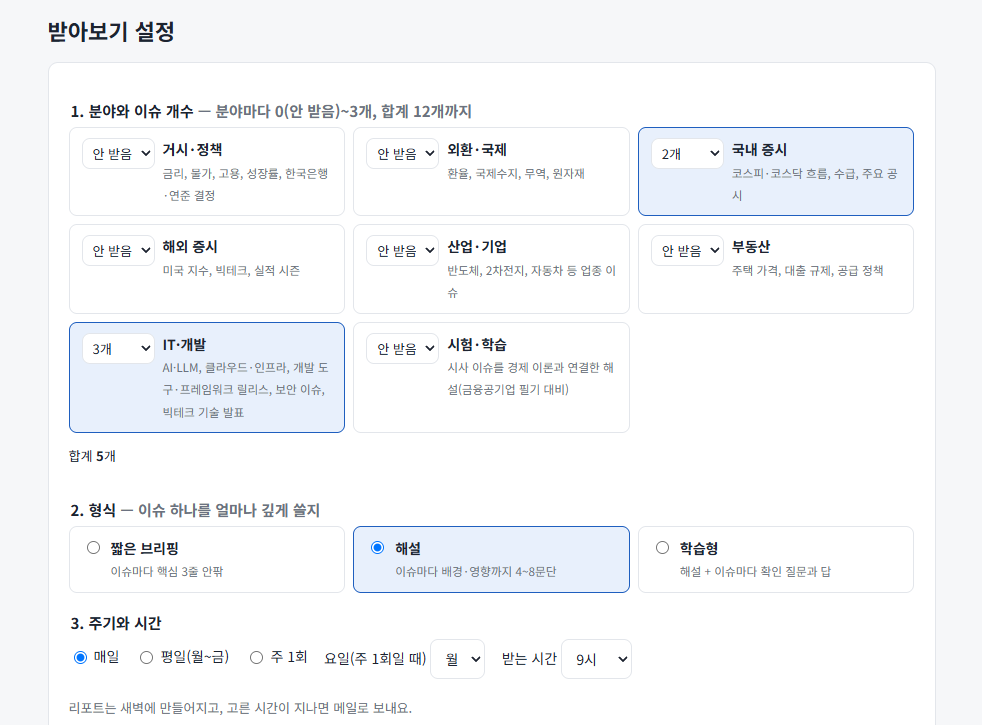 받아보기 설정
1. 분야와 이슈 개수 — 분야마다 0(안 받음)~3개, 합계 12개까지
안 받음
거시·정책
금리, 물가, 고용, 성장률, 한국은행
·연준 결정
안 받음
외환·국제
환율, 국제수지, 무역, 원자재
2개
국내 증시
코스피·코스닥 흐름, 수급, 주요 공
시
안 받음
해외 증시
미국 지수, 빅테크, 실적 시즌
안 받음
산업·기업
반도체, 2차전지, 자동차 등 업종 이
슈
안 받음
부동산
주택 가격, 대출 규제, 공급 정책
3개
IT·개발
AI·LLM, 클라우드·인프라, 개발 도
구·프레임워크 릴리스, 보안 이슈,
빅테크 기술 발표
안 받음
시험·학습
시사 이슈를 경제 이론과 연결한 해
설(금융공기업 필기 대비)
합계 5개
2. 형식 — 이슈 하나를 얼마나 깊게 쓸지
짧은 브리핑
이슈마다 핵심 3줄 안팎
해설
이슈마다 배경·영향까지 4~8문단
학습형
해설 + 이슈마다 확인 질문과 답
3. 주기와 시간
매일 평일(월~금) 주 1회 요일(주 1회일 때) 월 받는 시간 9시
리포트는 새벽에 만들어지고, 고른 시간이 지나면 메일로 보내요.